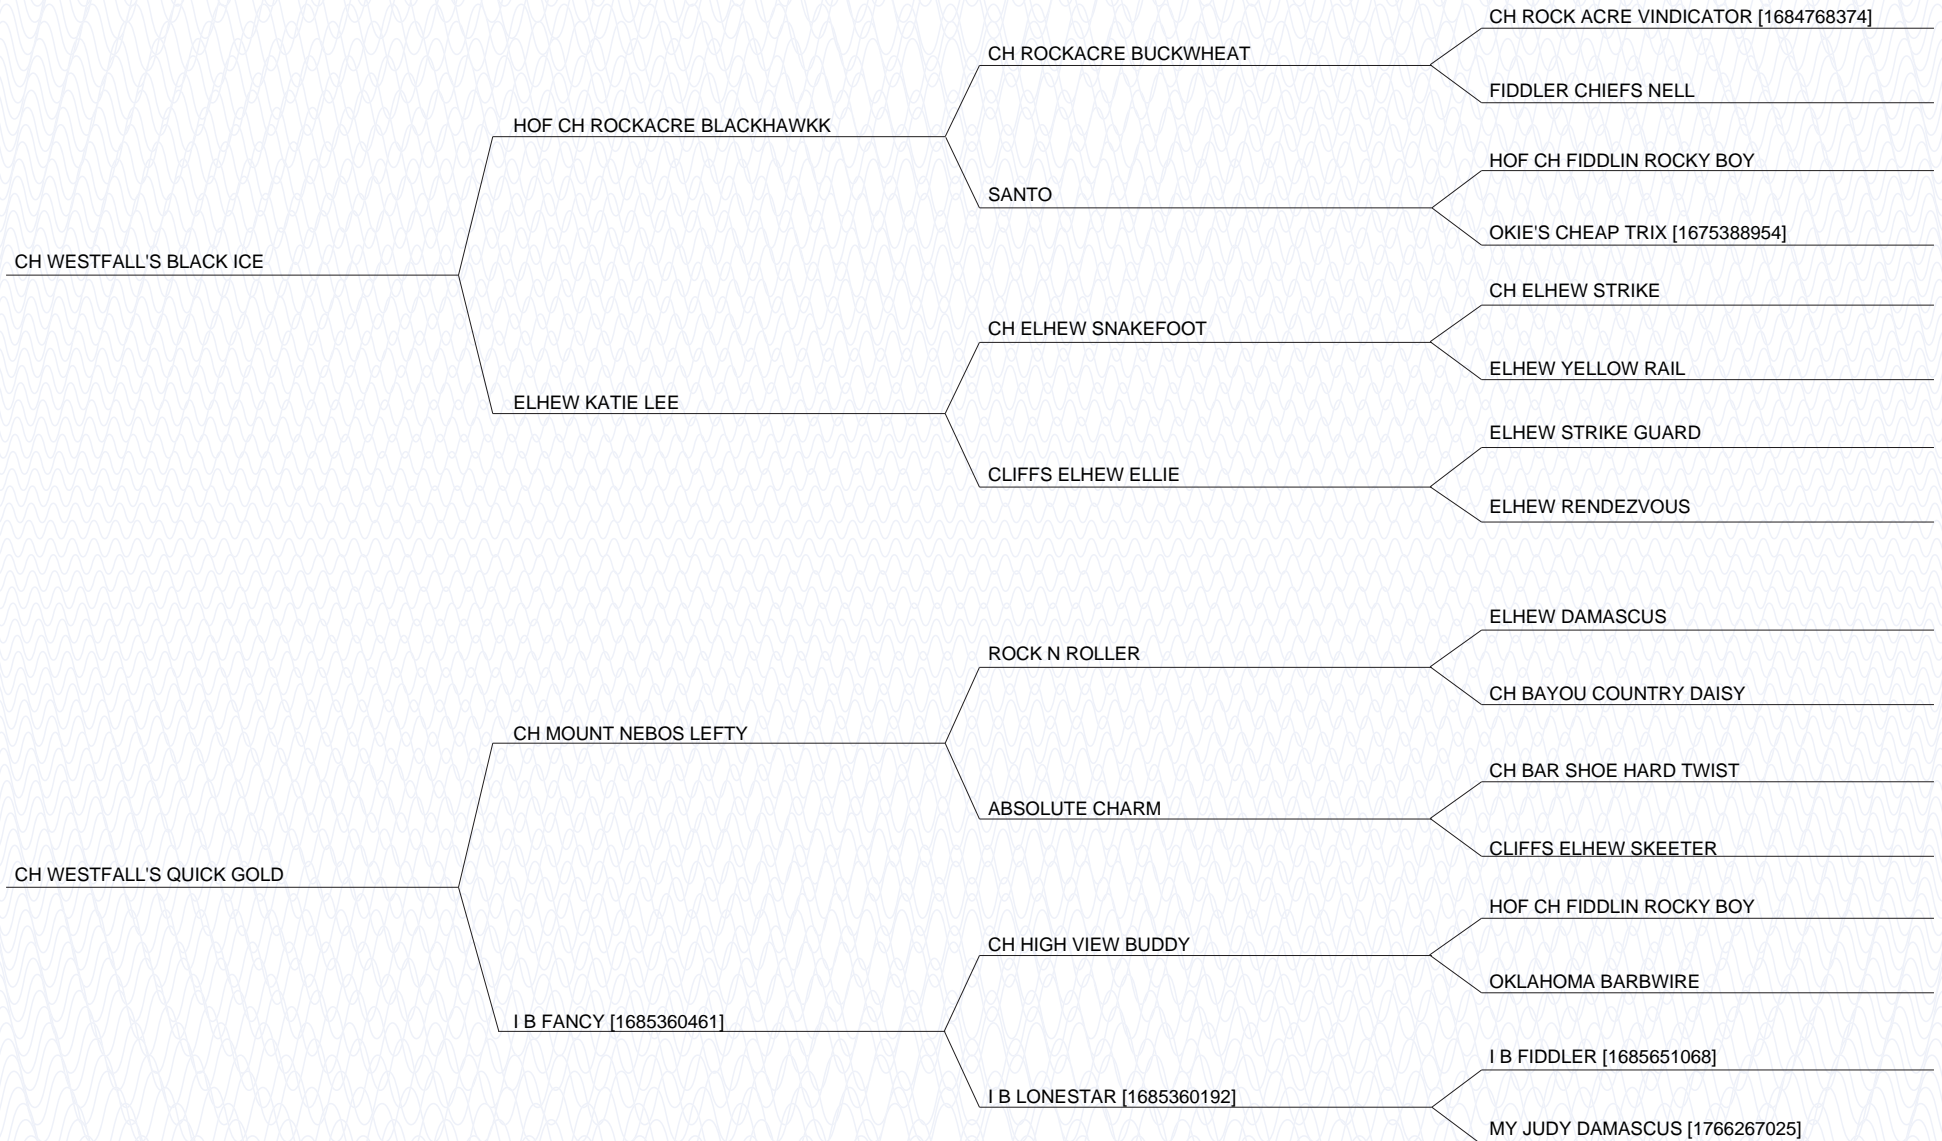 CH WESTFALL'S BLACK ICE
HOF CH ROCKACRE BLACKHAWKK
CH ROCKACRE BUCKWHEAT
CH ROCK ACRE VINDICATOR [1684768374]
FIDDLER CHIEFS NELL
SANTO
HOF CH FIDDLIN ROCKY BOY
OKIE'S CHEAP TRIX [1675388954]
ELHEW KATIE LEE
CH ELHEW SNAKEFOOT
CH ELHEW STRIKE
ELHEW YELLOW RAIL
CLIFFS ELHEW ELLIE
ELHEW STRIKE GUARD
ELHEW RENDEZVOUS
CH WESTFALL'S QUICK GOLD
CH MOUNT NEBOS LEFTY
ROCK N ROLLER
ELHEW DAMASCUS
CH BAYOU COUNTRY DAISY
ABSOLUTE CHARM
CH BAR SHOE HARD TWIST
CLIFFS ELHEW SKEETER
I B FANCY [1685360461]
CH HIGH VIEW BUDDY
HOF CH FIDDLIN ROCKY BOY
OKLAHOMA BARBWIRE
I B LONESTAR [1685360192]
I B FIDDLER [1685651068]
MY JUDY DAMASCUS [1766267025]